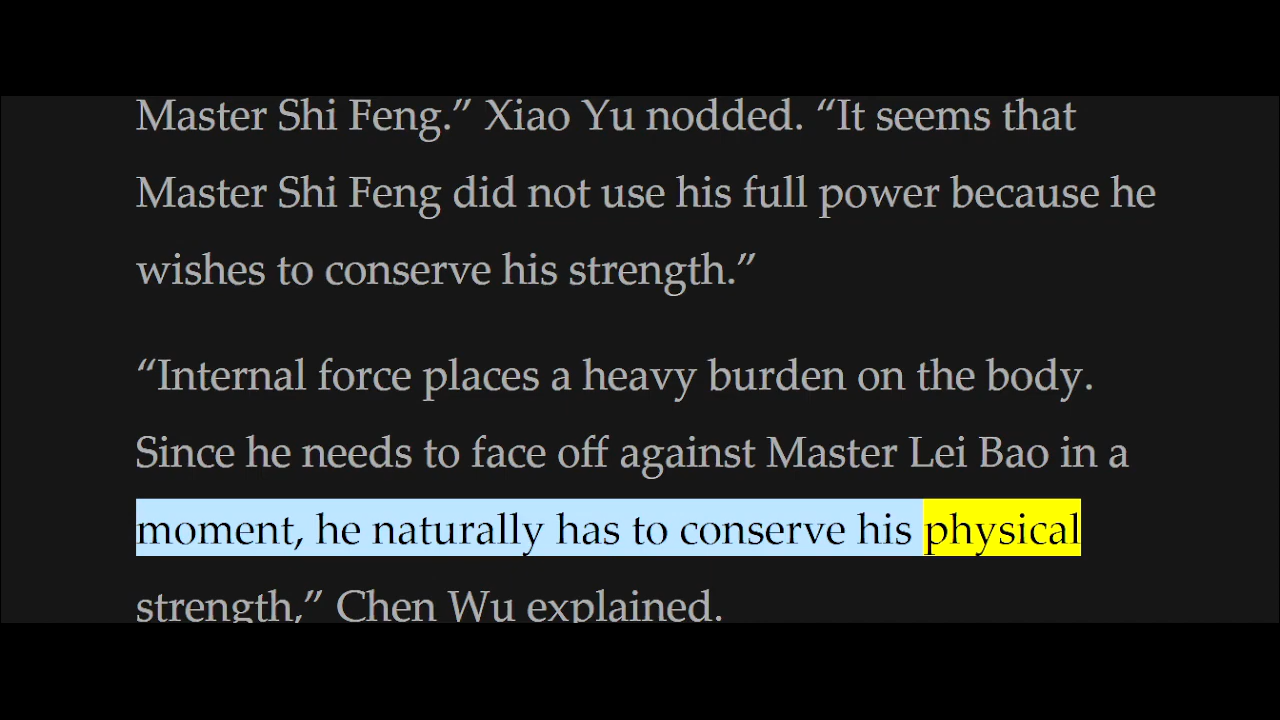 Master Shi Feng.” Xiao Yu nodded. “It seems that
Master Shi Feng did not use his full power because he
wishes to conserve his strength.”
“Internal force places a heavy burden on the body.
Since he needs to face off against Master Lei Bao in a
moment, he naturally has to conserve his physical
strength,” Chen Wu explained.